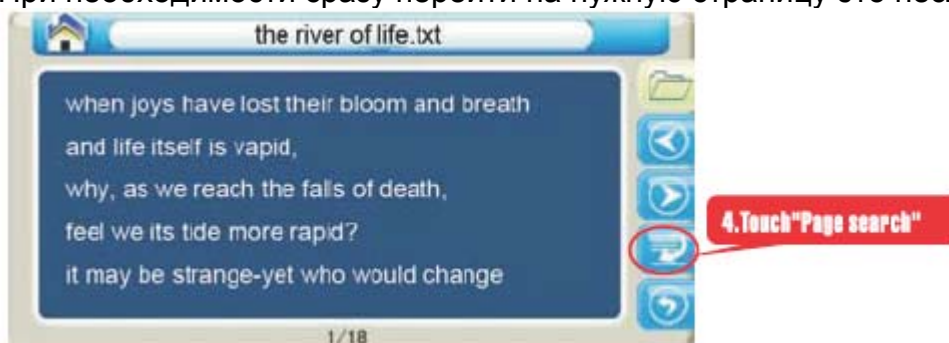 При необходимости сразу перейти на нужную страницу это
the river of life.txt
when joys have lost their bloom and breath
and life itself is vapid,
why, as we reach the falls of death,
feel we its tide more rapid?
4.Touch"Page search"
it may be strange-yet who would change
1/18